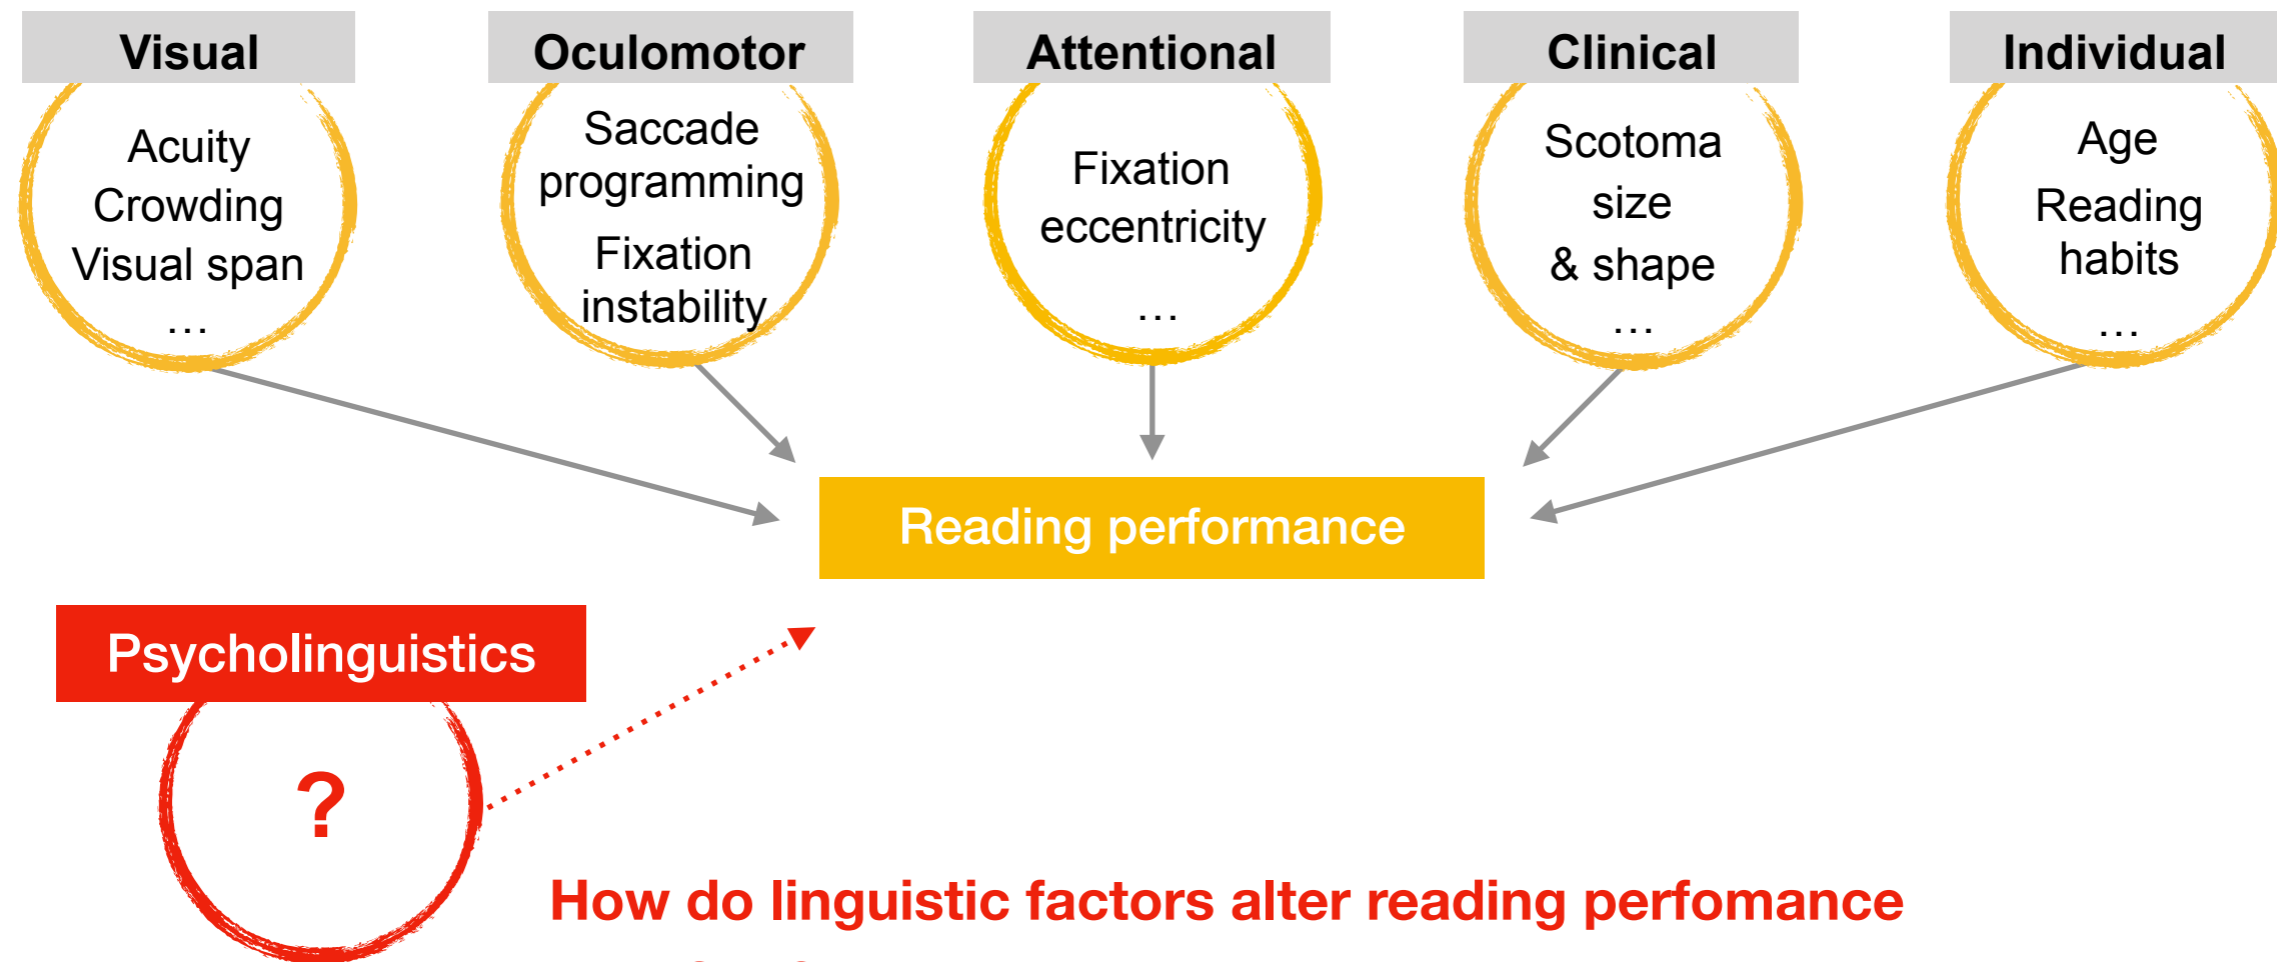 Visual
Acuity
Crowding
Visual span
…
Oculomotor
Saccade
programming
Fixation
instability
Attentional
Fixation
eccentricity
…
Clinical
Scotoma
size
& shape
…
Individual
Age
Reading
habits
…
Reading performance
Psycholinguistics
?
How do linguistic factors alter reading perfomance